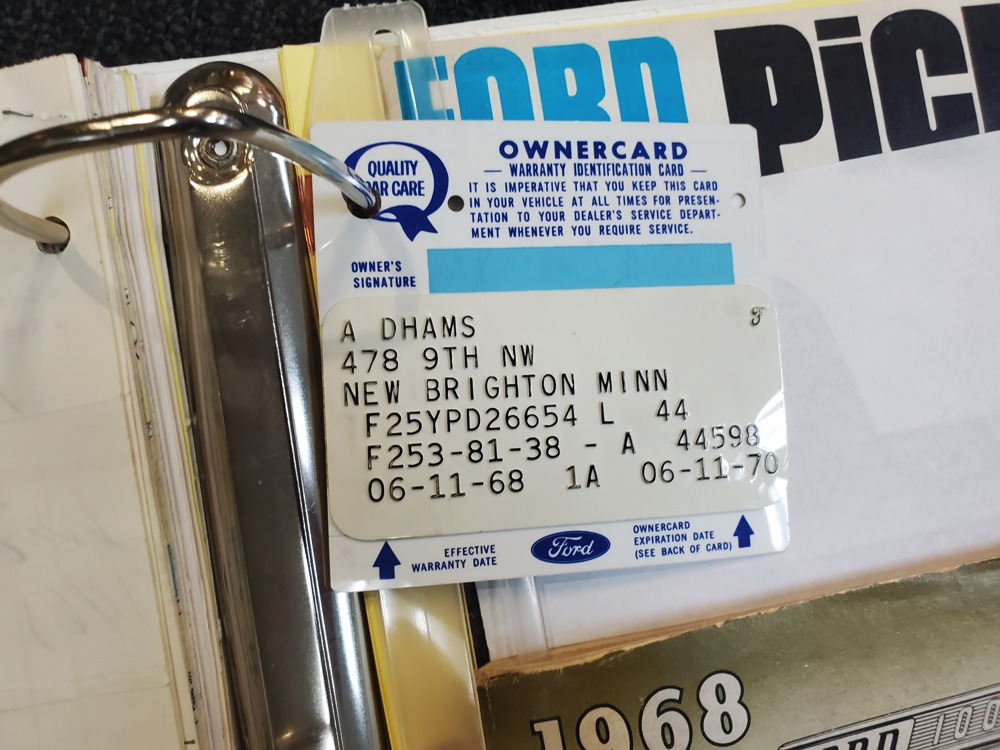 FORD PiC
QUALITY
CAR CARE
OWNERCARD
— WARRANTY IDENTIFICATION CARD —
IT IS IMPERATIVE THAT YOU KEEP THIS CARD
IN YOUR VEHICLE AT ALL TIMES FOR PRESEN-
TATION TO YOUR DEALER'S SERVICE DEPART-
MENT WHENEVER YOU REQUIRE SERVICE.
OWNER'S
SIGNATURE
A DHAMS
478 9TH NW
NEW BRIGHTON MINN
F25YPD26654 L 44
F253-81-38 - A 44598
06-11-68 1A 06-11-70
EFFECTIVE
WARRANTY DATE
Ford
OWNERCARD
EXPIRATION DATE
(SEE BACK OF CARD)
1968